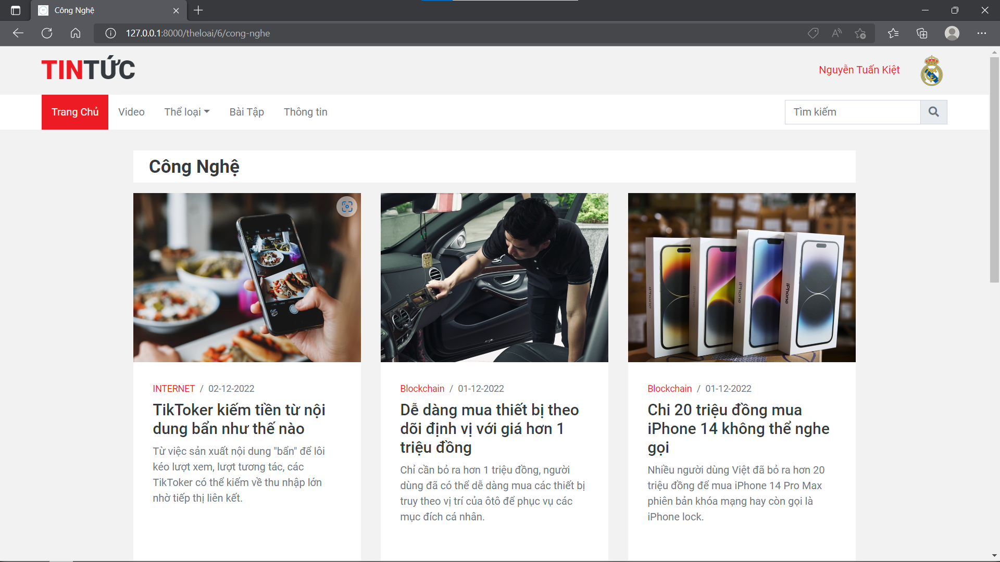 Công Nghệ
127.0.0.1:8000/theloai/6/cong-nghe
TINTỨC
Nguyễn Tuấn Kiệt
Trang Chủ
Video
Thể loại
Bài Tập
Thông tin
Tìm kiếm
Công Nghệ
iPhone
iPhone
iPhone
INTERNET / 02-12-2022
TikToker kiếm tiền từ nội
dung bẩn như thế nào
Từ việc sản xuất nội dung "bẩn" để lôi
kéo lượt xem, lượt tương tác, các
TikToker có thể kiếm về thu nhập lớn
nhờ tiếp thị liên kết.
Blockchain / 01-12-2022
Dễ dàng mua thiết bị theo
dõi định vị với giá hơn 1
triệu đồng
Chỉ cần bỏ ra hơn 1 triệu đồng, người
dùng đã có thể dễ dàng mua các thiết bị
truy theo vị trí của ôtô để phục vụ các
mục đích cá nhân.
Blockchain / 01-12-2022
Chi 20 triệu đồng mua
iPhone 14 không thể nghe
gọi
Nhiều người dùng Việt đã bỏ ra hơn 20
triệu đồng để mua iPhone 14 Pro Max
phiên bản khóa mạng hay còn gọi là
iPhone lock.